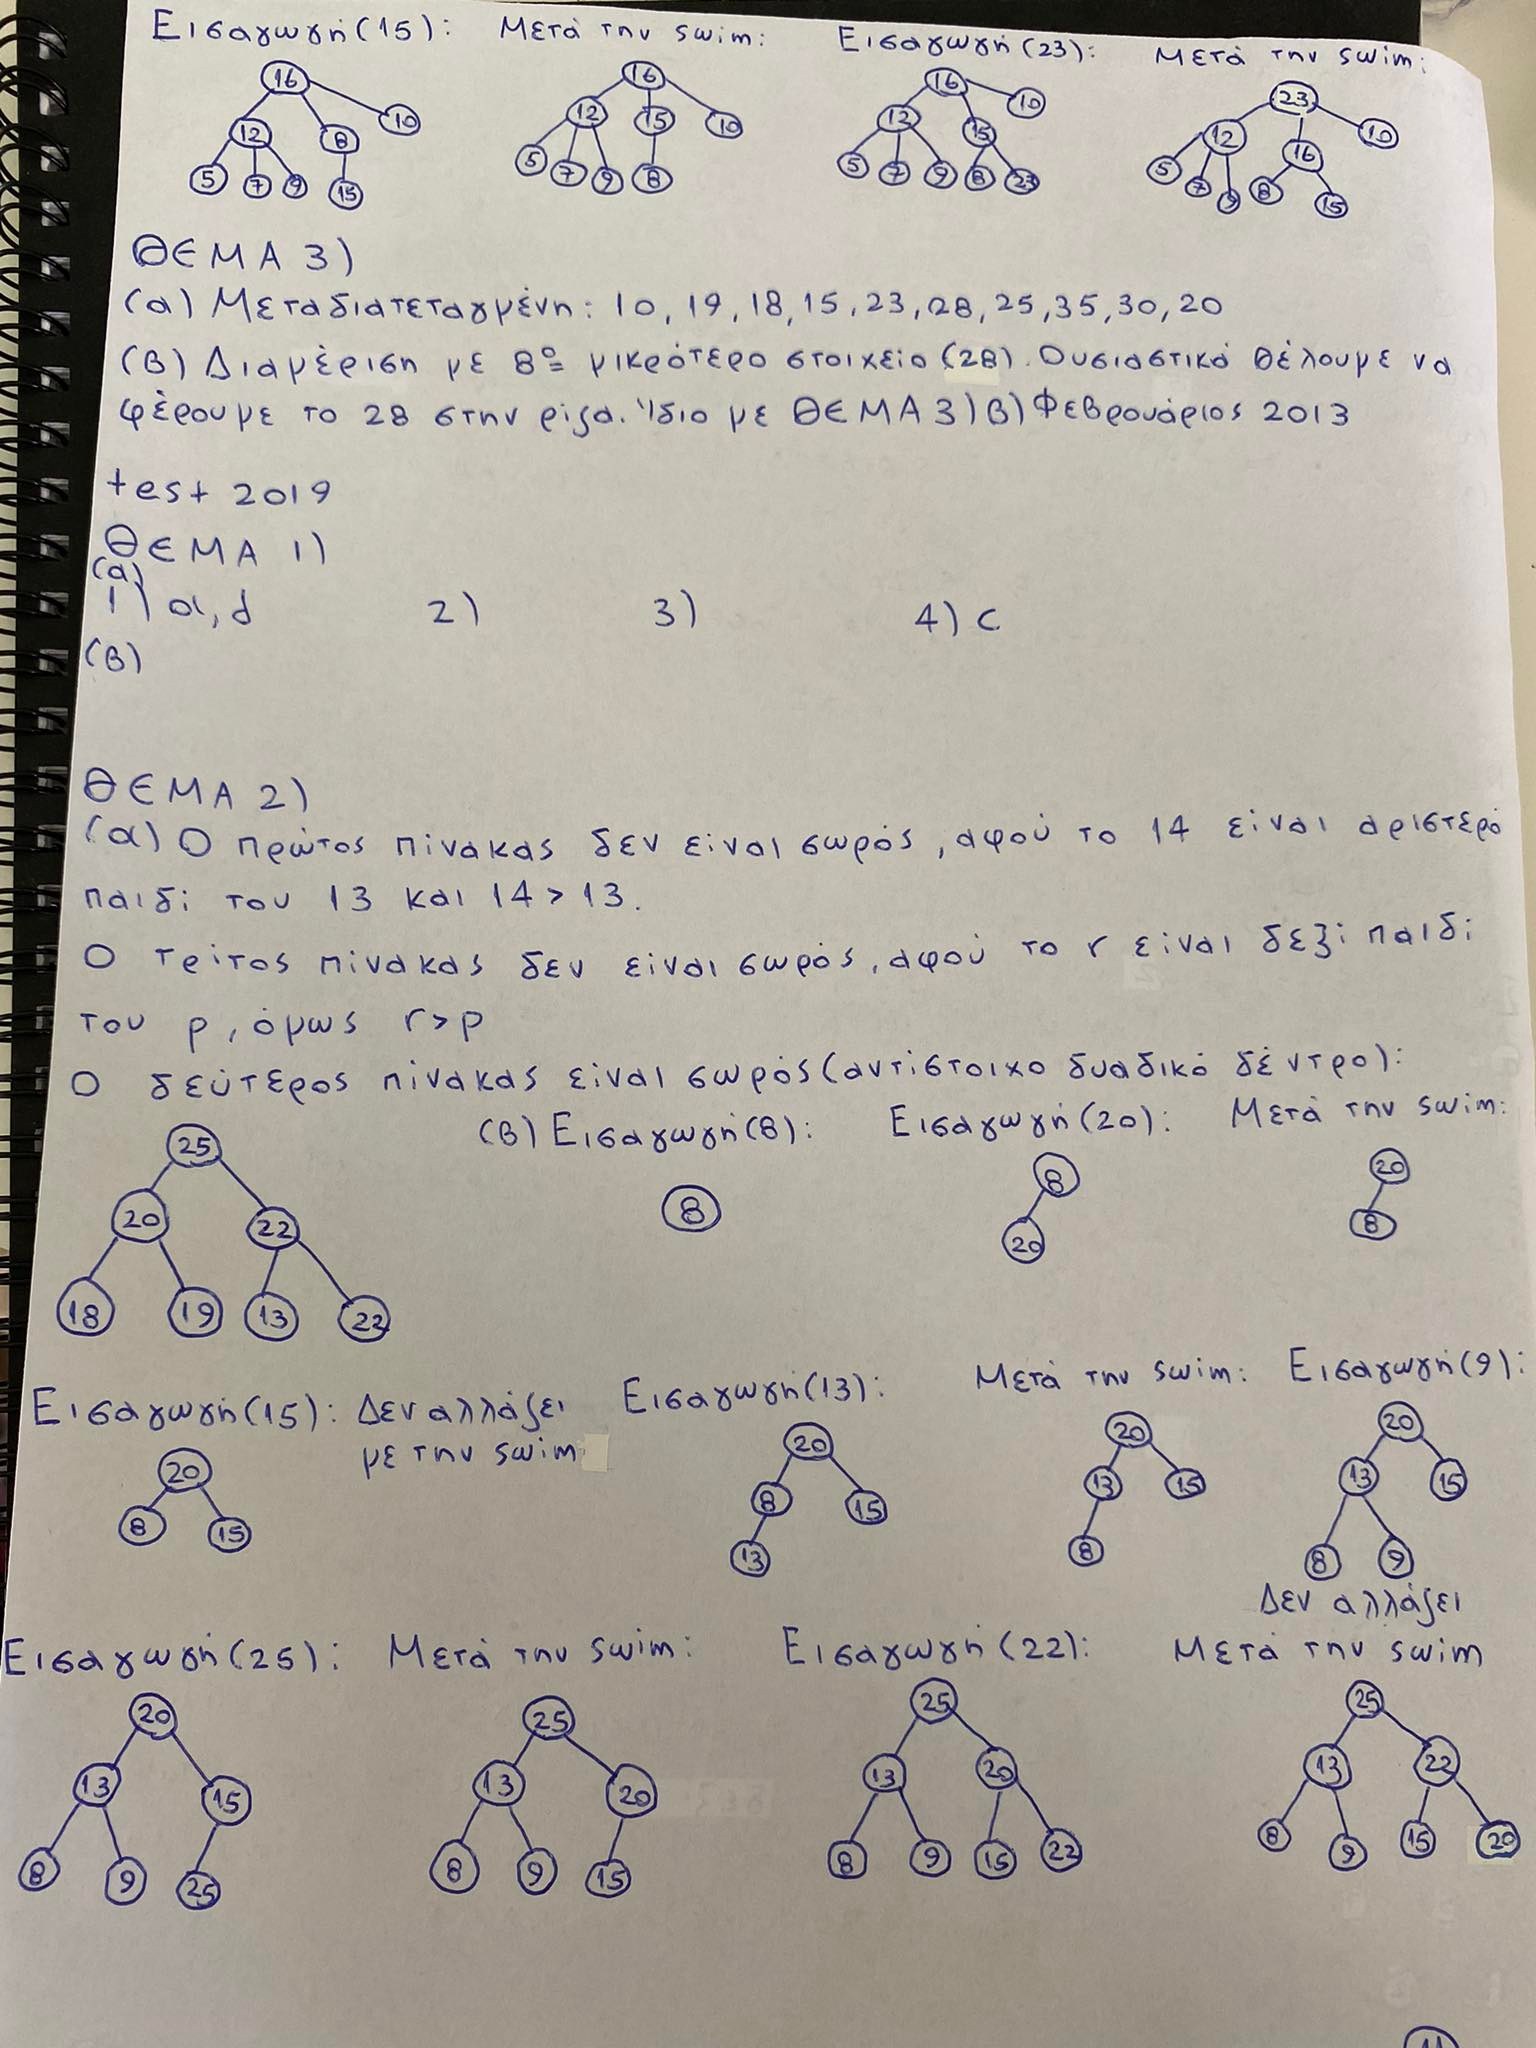 Εισαγωγή(15): Μετά την swim: Εισαγωγή(23): Μετά την swim:
16 16 16 23
12 8 10 12 15 10 12 15 10 12 16 10
5 7 9 15 5 7 9 8 5 7 9 8 23 5 7 9 8 15
ΘΕΜΑ 3)
(α) Μεταδιατεταγμένη: 10, 19, 18, 15, 23, 28, 25, 35, 30, 20
(β) Διαμέριση με 8º μικρότερο στοιχείο (28). Ουσιαστικά θέλουμε να
φέρουμε το 28 στην ρίζα. Ίδιο με ΘΕΜΑ 3) β) Φεβρουάριος 2013
test 2019
ΘΕΜΑ 1)
(α)
1) a, d 2) 3) 4) c
(β)
ΘΕΜΑ 2)
(α) Ο πρώτος πίνακας δεν είναι σωρός, αφού το 14 είναι αριστερό
παιδί του 13 και 14 > 13.
Ο τρίτος πίνακας δεν είναι σωρός, αφού το r είναι δεξί παιδί
του p, όμως r>p
Ο δεύτερος πίνακας είναι σωρός (αντίστοιχο δυαδικό δέντρο):
(β) Εισαγωγή(8): Εισαγωγή(20): Μετά την swim:
25 8 8 20
20 22 20 8
18 19 13 22
Εισαγωγή(15): Δεν αλλάζει Εισαγωγή(13): Μετά την swim: Εισαγωγή(9):
με την swim
20 20 20 20
8 15 8 15 13 15 13 15
13 8 8 9
Δεν αλλάζει
Εισαγωγή(25): Μετά την swim: Εισαγωγή(22): Μετά την swim
20 25 25 25
13 15 13 20 13 20 13 22
8 9 25 8 9 15 8 9 15 22 8 9 15 20